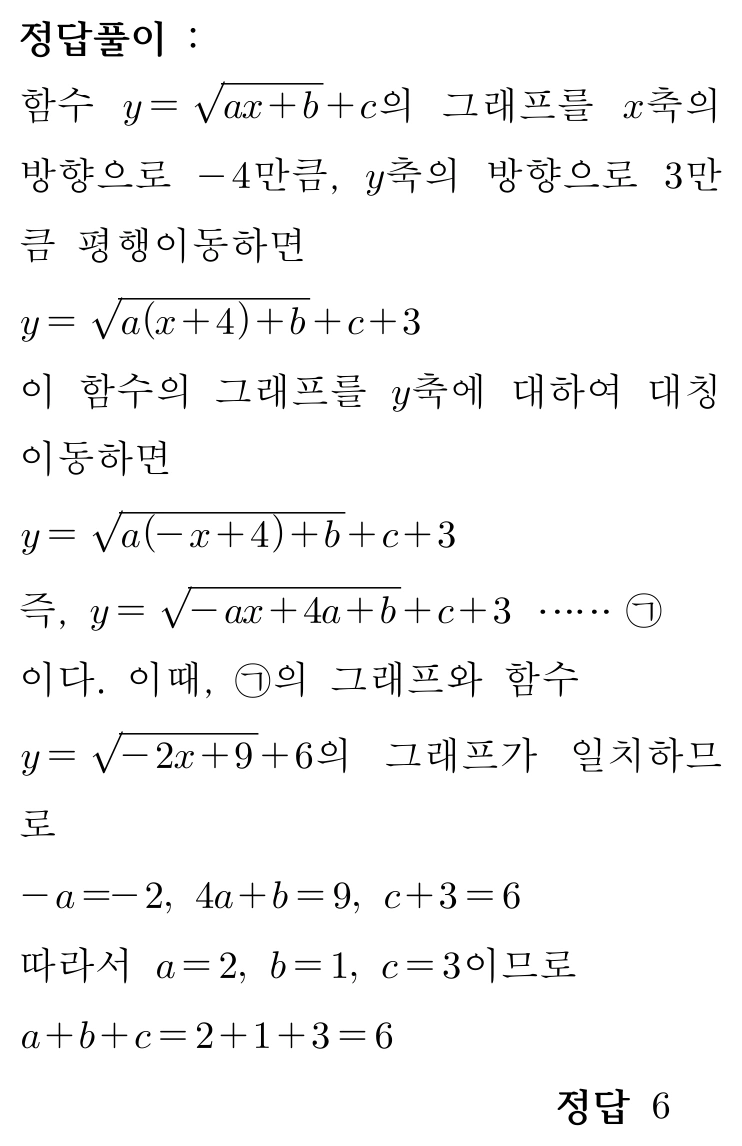 정답풀이 :
함수 y=√(ax+b)+c의 그래프를 x축의
방향으로 −4만큼, y축의 방향으로 3만
큼 평행이동하면
y=√(a(x+4)+b)+c+3
이 함수의 그래프를 y축에 대하여 대칭
이동하면
y=√(a(−x+4)+b)+c+3
즉, y=√(−ax+4a+b)+c+3 ······ ㉠
이다. 이때, ㉠의 그래프와 함수
y=√(−2x+9)+6의 그래프가 일치하므
로
−a=−2, 4a+b=9, c+3=6
따라서 a=2, b=1, c=3이므로
a+b+c=2+1+3=6
정답 6